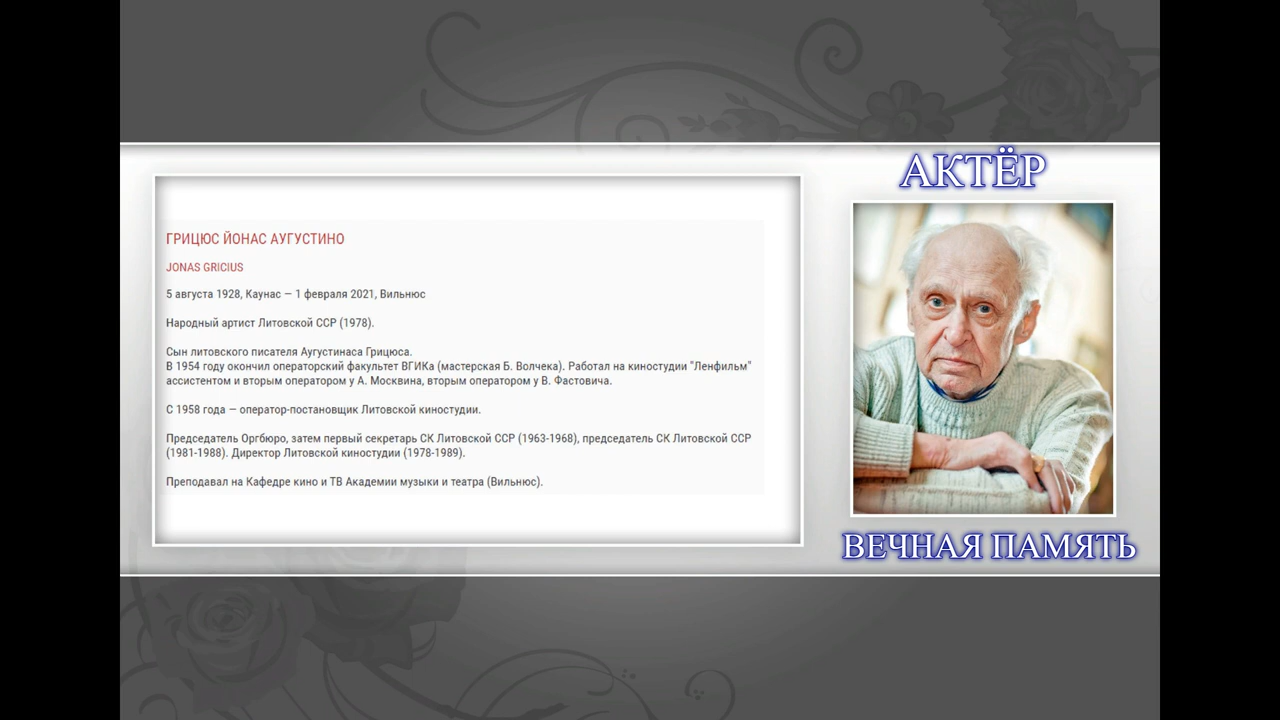 АКТЁР
ГРИЦЮС ЙОНАС АУГУСТИНО
JONAS GRICIUS
5 августа 1928, Каунас — 1 февраля 2021, Вильнюс
Народный артист Литовской ССР (1978).
Сын литовского писателя Аугустинаса Грицюса.
В 1954 году окончил операторский факультет ВГИКа (мастерская Б. Волчека). Работал на киностудии "Ленфильм"
ассистентом и вторым оператором у А. Москвина, вторым оператором у В. Фастовича.
С 1958 года — оператор-постановщик Литовской киностудии.
Председатель Оргбюро, затем первый секретарь СК Литовской ССР (1963-1968), председатель СК Литовской ССР
(1981-1988). Директор Литовской киностудии (1978-1989).
Преподавал на Кафедре кино и ТВ Академии музыки и театра (Вильнюс).
ВЕЧНАЯ ПАМЯТЬ